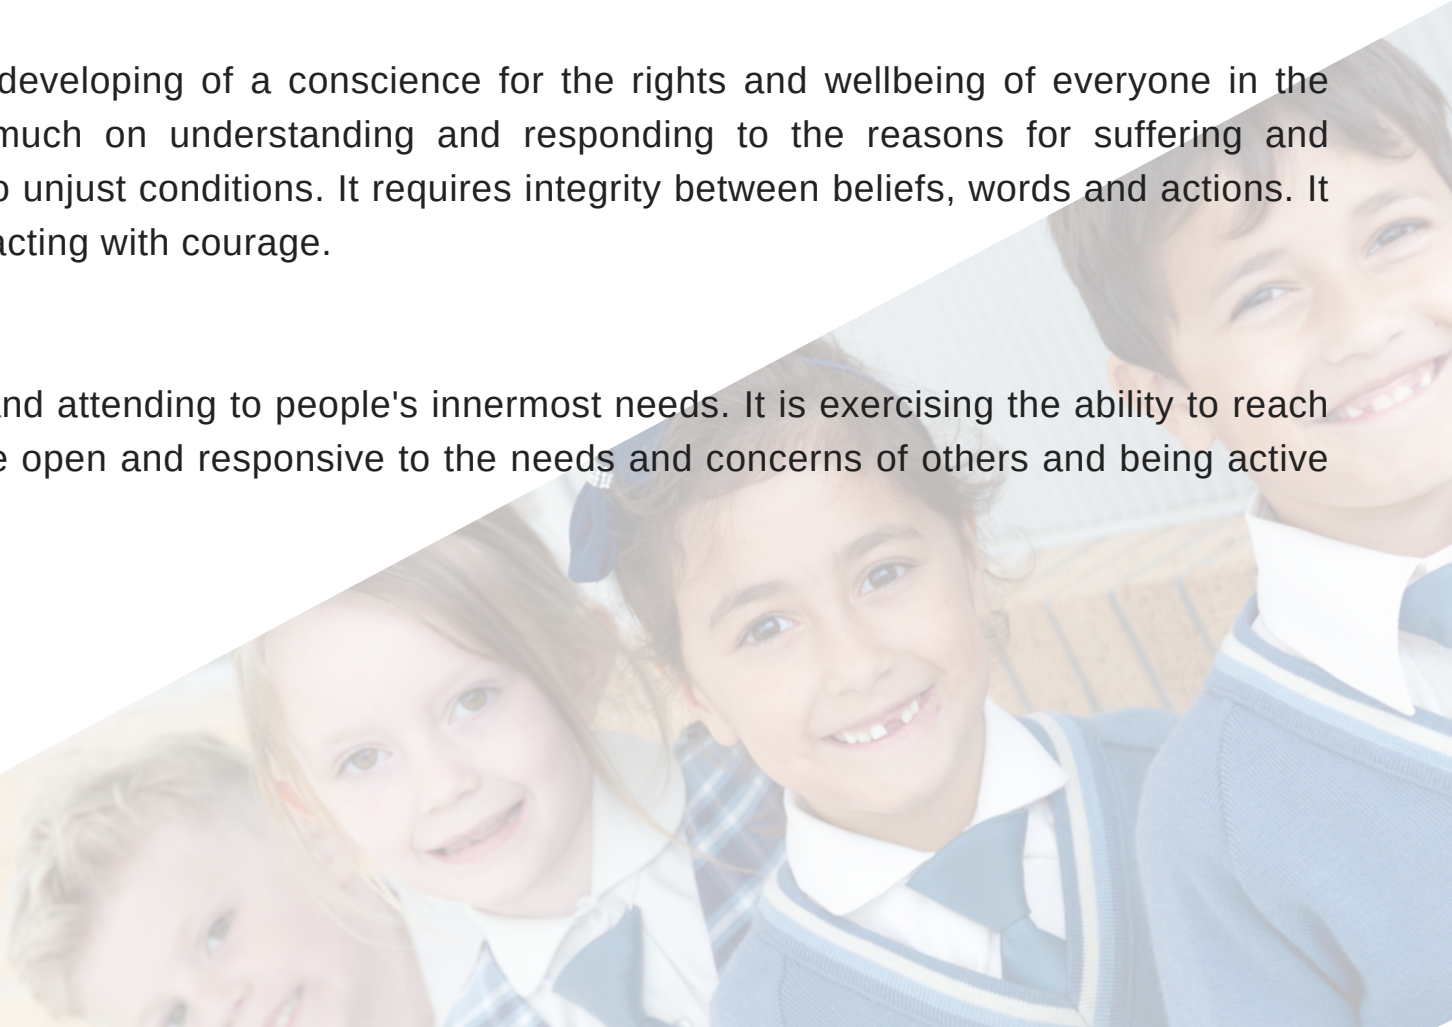 developing of a conscience for the rights and wellbeing of everyone in the
much on understanding and responding to the reasons for suffering and
unjust conditions. It requires integrity between beliefs, words and actions. It
acting with courage.
attending to people's innermost needs. It is exercising the ability to reach
open and responsive to the needs and concerns of others and being active